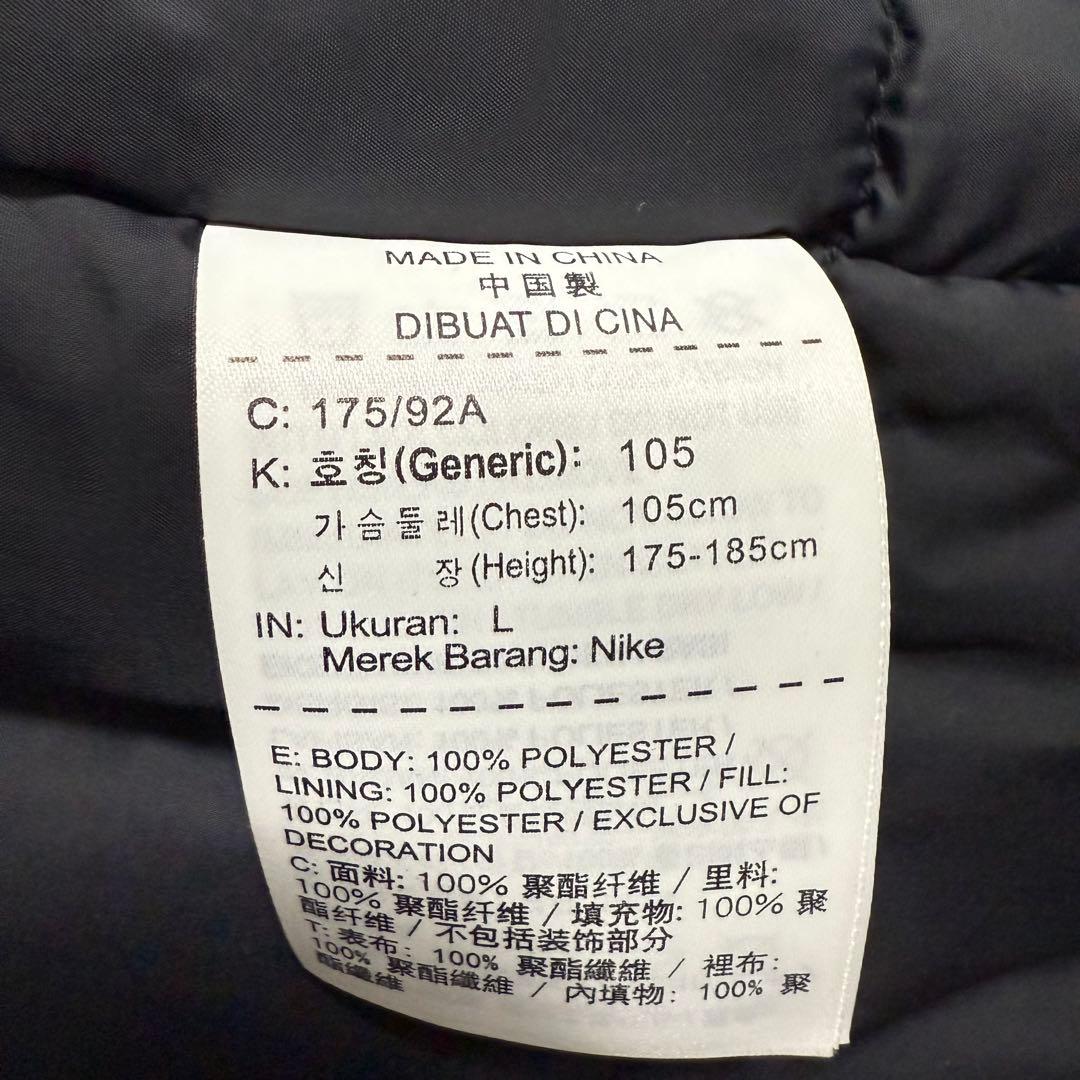 MADE IN CHINA
中国製
DIBUAT DI CINA
C: 175/92A
K: 호칭(Generic): 105
가슴둘레(Chest): 105cm
신 장(Height): 175-185cm
IN: Ukuran: L
Merek Barang: Nike
E: BODY: 100% POLYESTER /
LINING: 100% POLYESTER / FILL:
100% POLYESTER / EXCLUSIVE OF
DECORATION
C: 面料: 100% 聚酯纤维 / 里料:
100% 聚酯纤维 / 填充物: 100% 聚
酯纤维 / 不包括装饰部分
T: 表布: 100% 聚酯纖維 / 裡布:
100% 聚酯纖維 / 內填物: 100% 聚
酯纖維